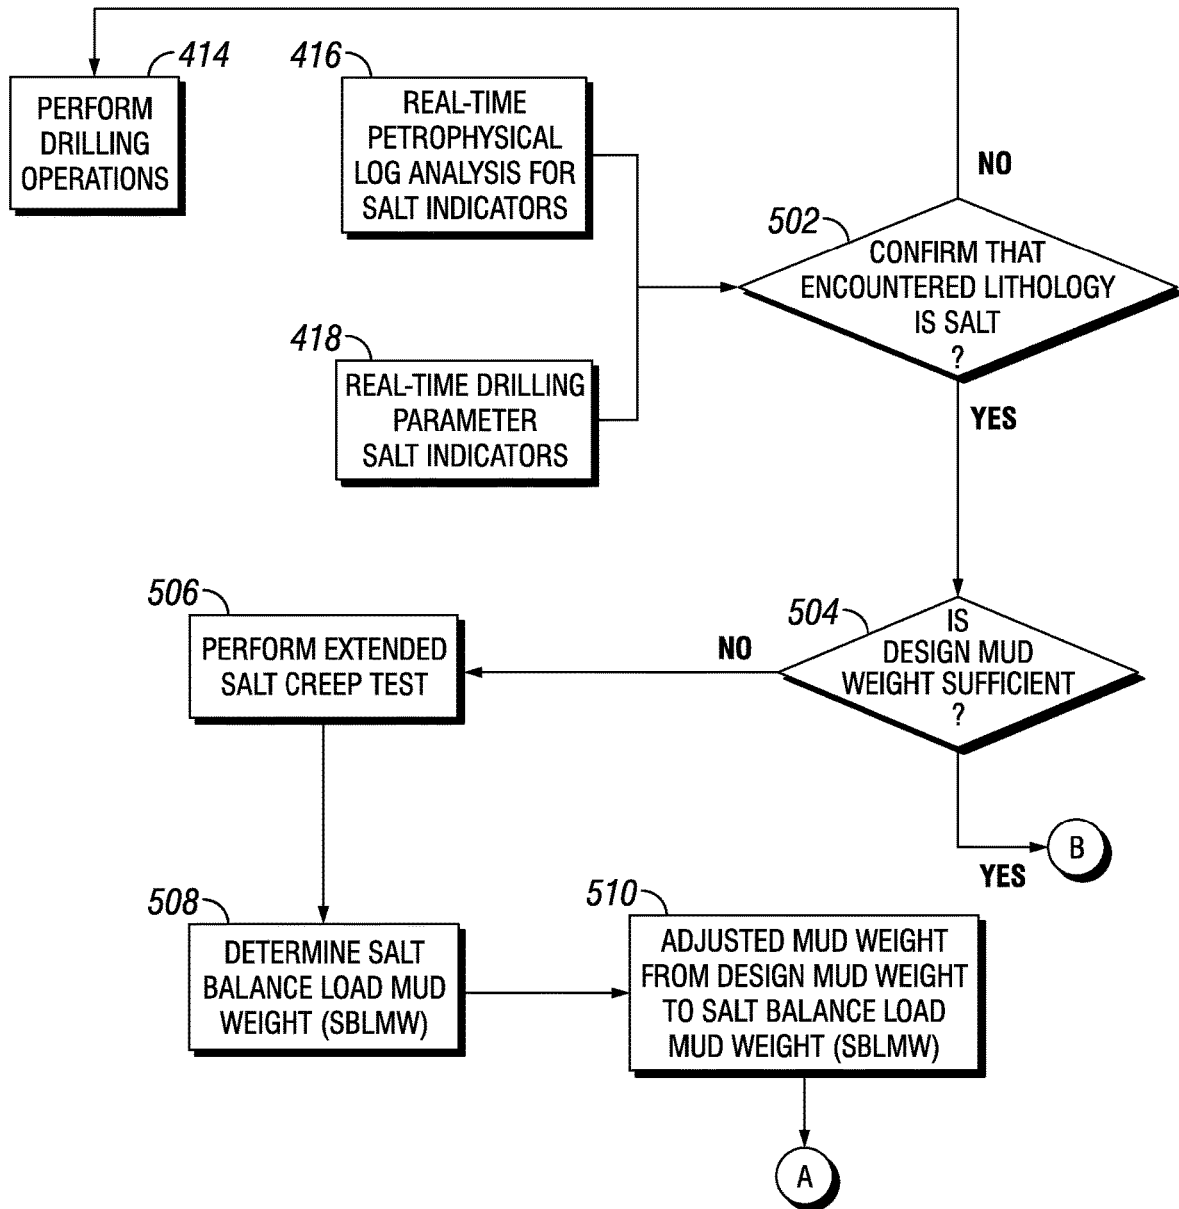 414
PERFORM
DRILLING
OPERATIONS
416
REAL-TIME
PETROPHYSICAL
LOG ANALYSIS FOR
SALT INDICATORS
NO
502
CONFIRM THAT
ENCOUNTERED LITHOLOGY
IS SALT
?
418
REAL-TIME DRILLING
PARAMETER
SALT INDICATORS
YES
504
IS
DESIGN MUD
WEIGHT SUFFICIENT
?
NO
506
PERFORM EXTENDED
SALT CREEP TEST
YES
B
508
DETERMINE SALT
BALANCE LOAD MUD
WEIGHT (SBLMW)
510
ADJUSTED MUD WEIGHT
FROM DESIGN MUD WEIGHT
TO SALT BALANCE LOAD
MUD WEIGHT (SBLMW)
A